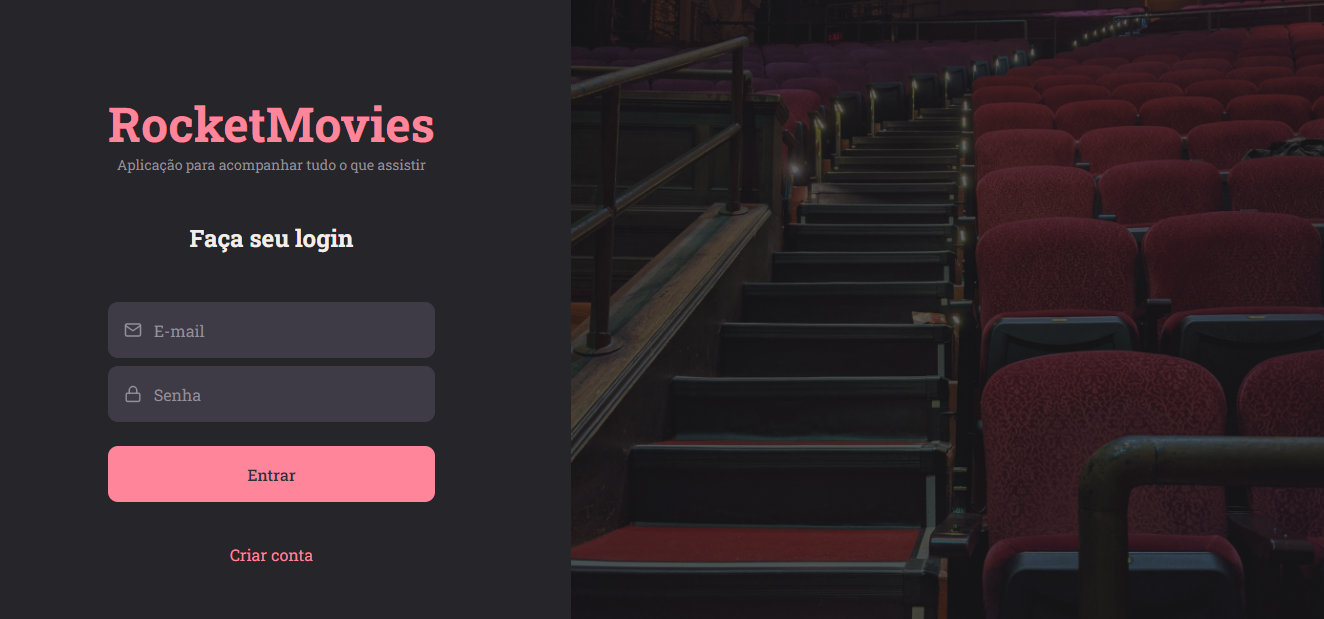 RocketMovies
Aplicação para acompanhar tudo o que assistir
Faça seu login
E-mail
Senha
Entrar
Criar conta